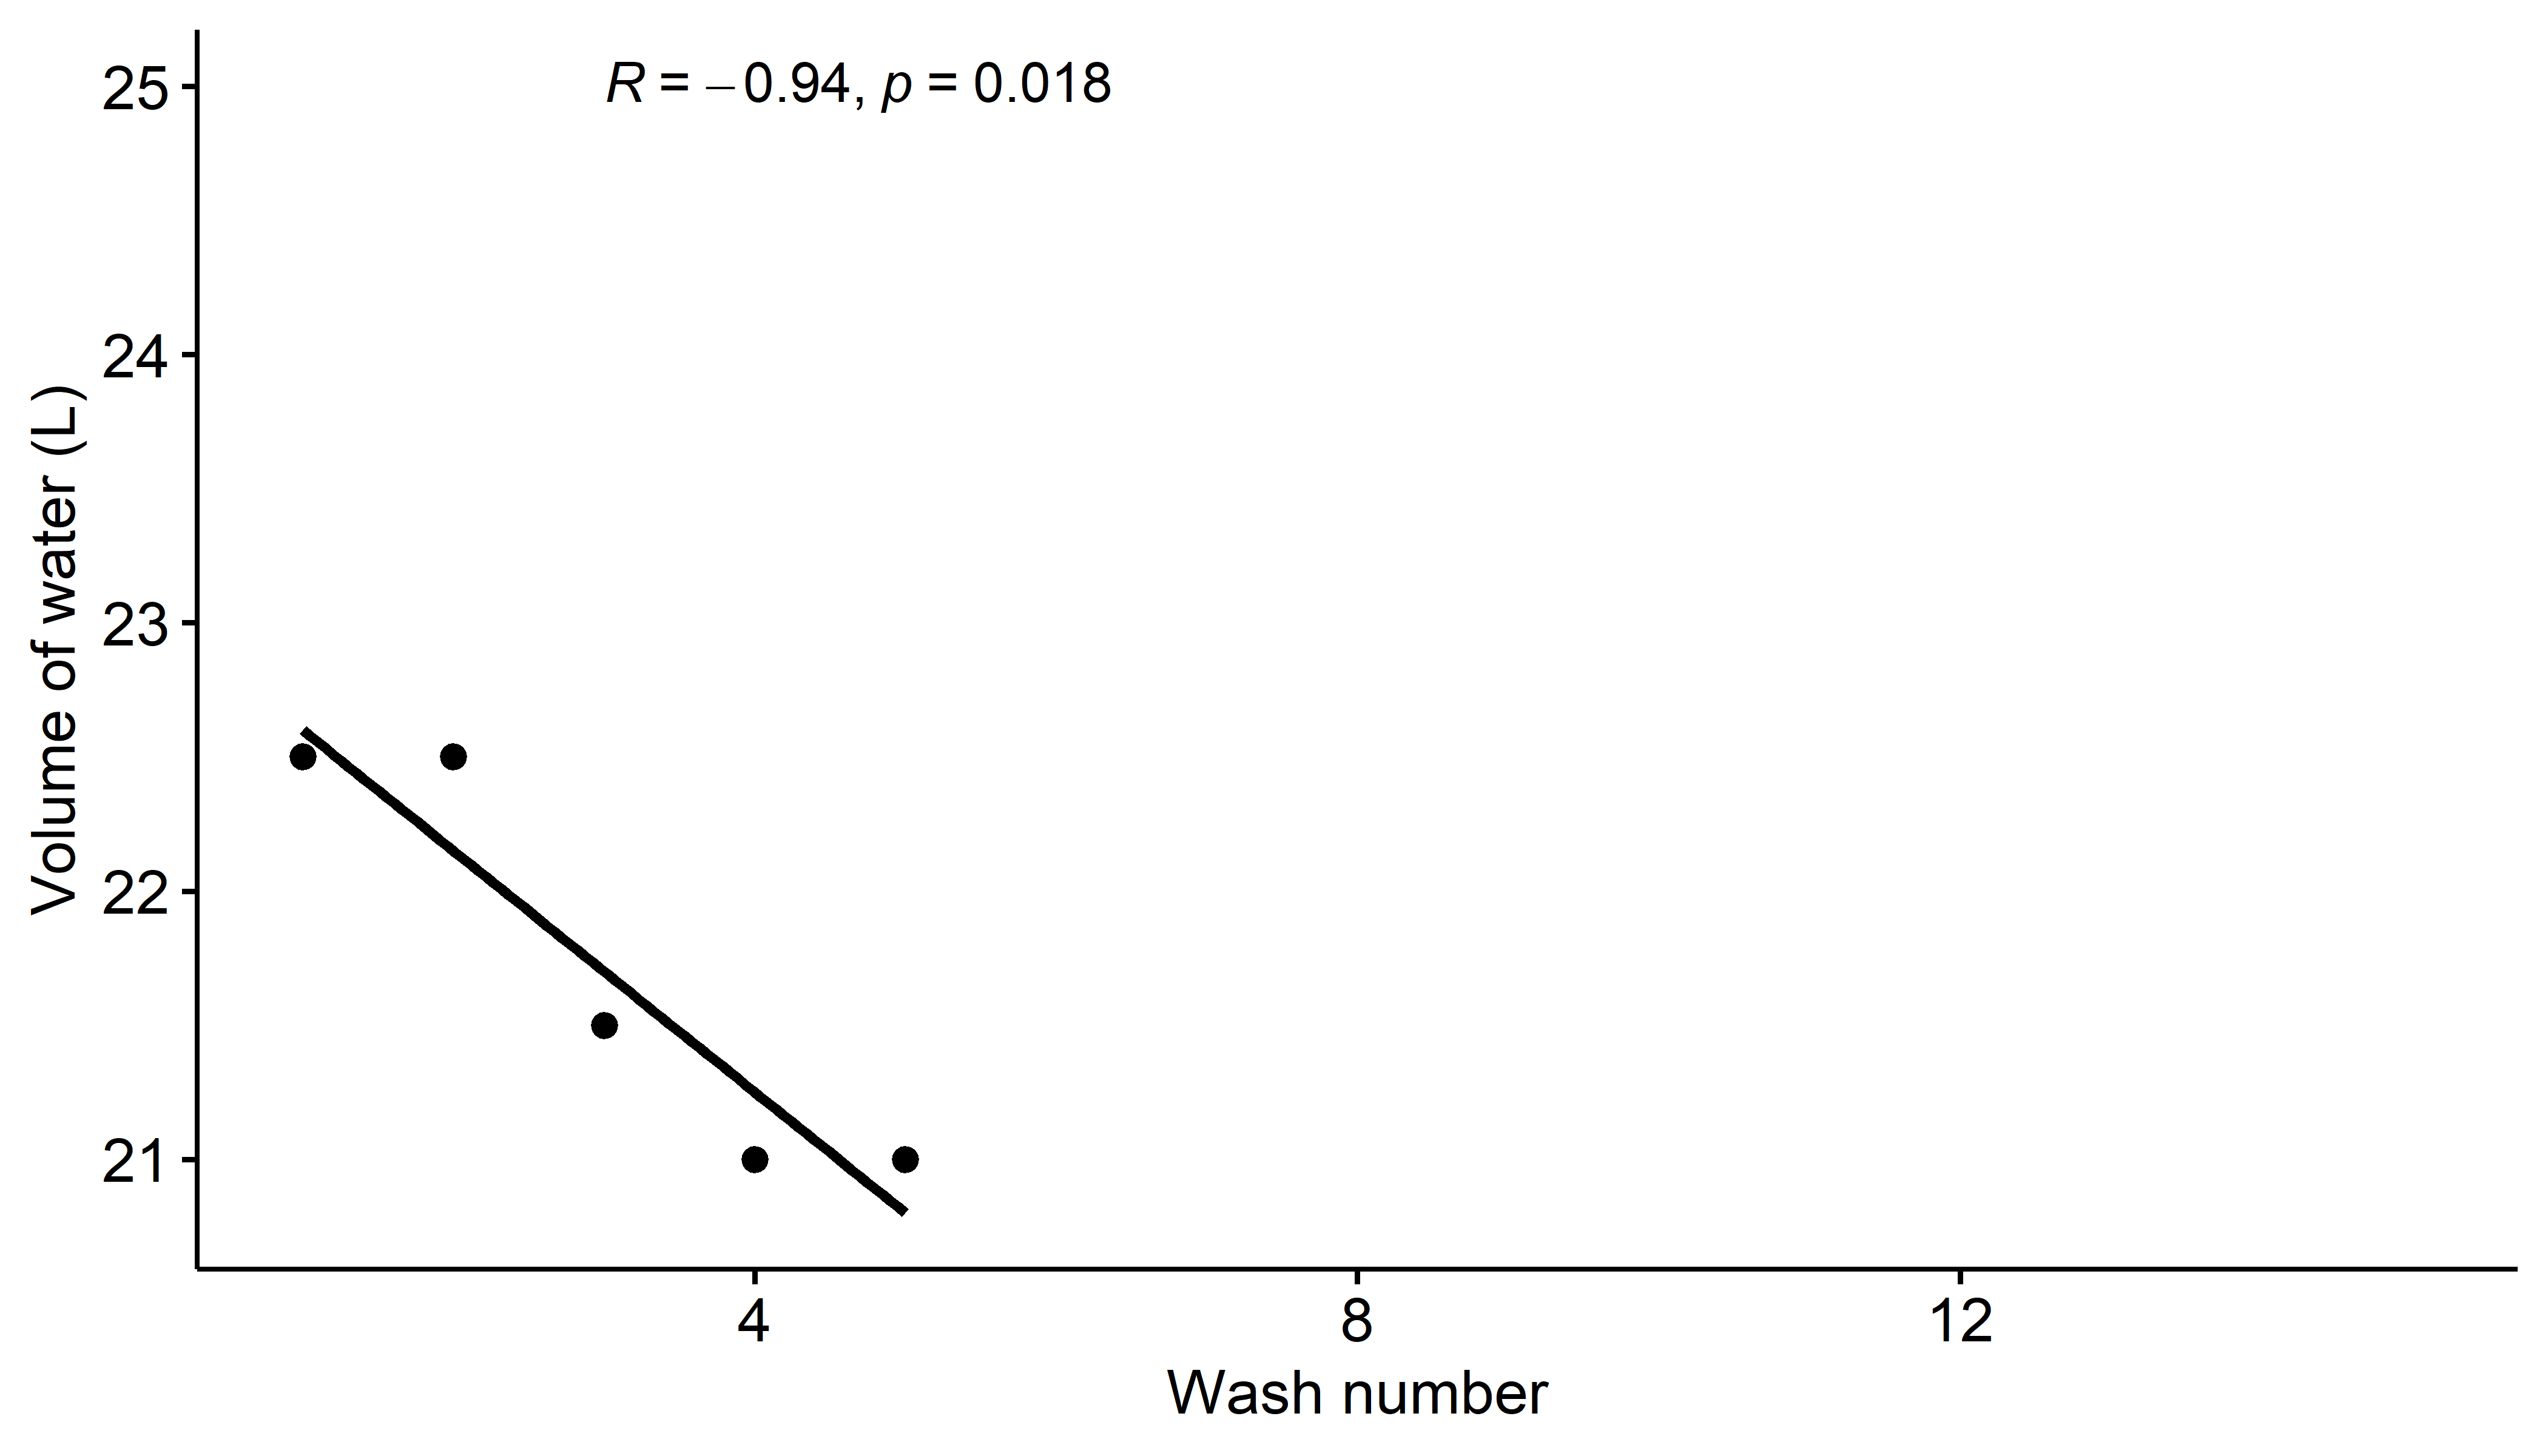 R = −0.94, p = 0.018
25
24
23
22
21
Volume of water (L)
4 8 12
Wash number